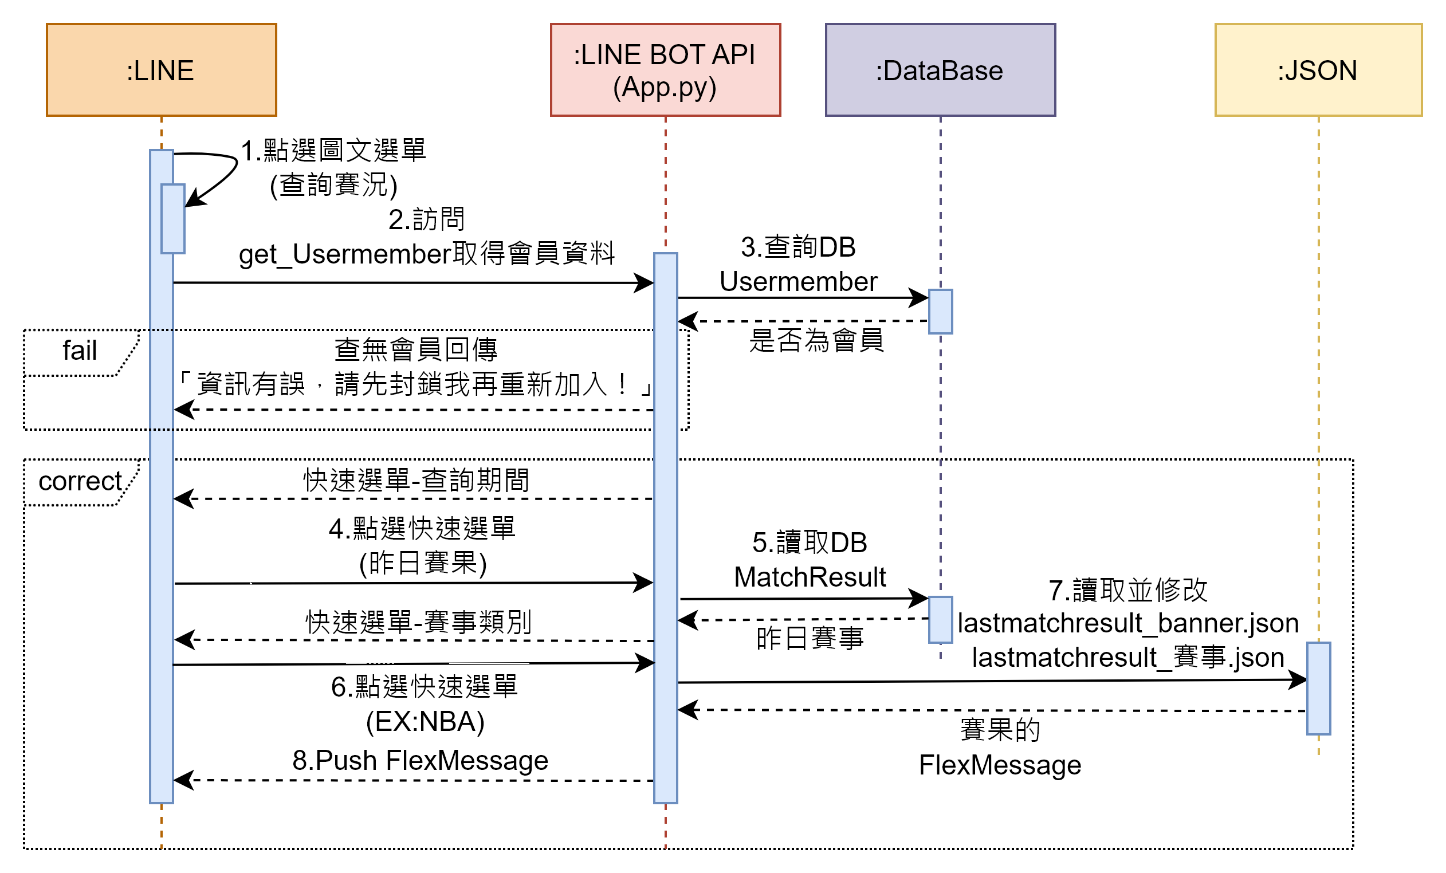 :LINE
:LINE BOT API
(App.py)
:DataBase
:JSON
1.點選圖文選單
(查詢賽況)
2.訪問
get_Usermember取得會員資料
3.查詢DB
Usermember
是否為會員
fail
查無會員回傳
「資訊有誤，請先封鎖我再重新加入！」
correct
快速選單-查詢期間
4.點選快速選單
(昨日賽果)
5.讀取DB
MatchResult
昨日賽事
快速選單-賽事類別
6.點選快速選單
(EX:NBA)
7.讀取並修改
lastmatchresult_banner.json
lastmatchresult_賽事.json
賽果的
FlexMessage
8.Push FlexMessage